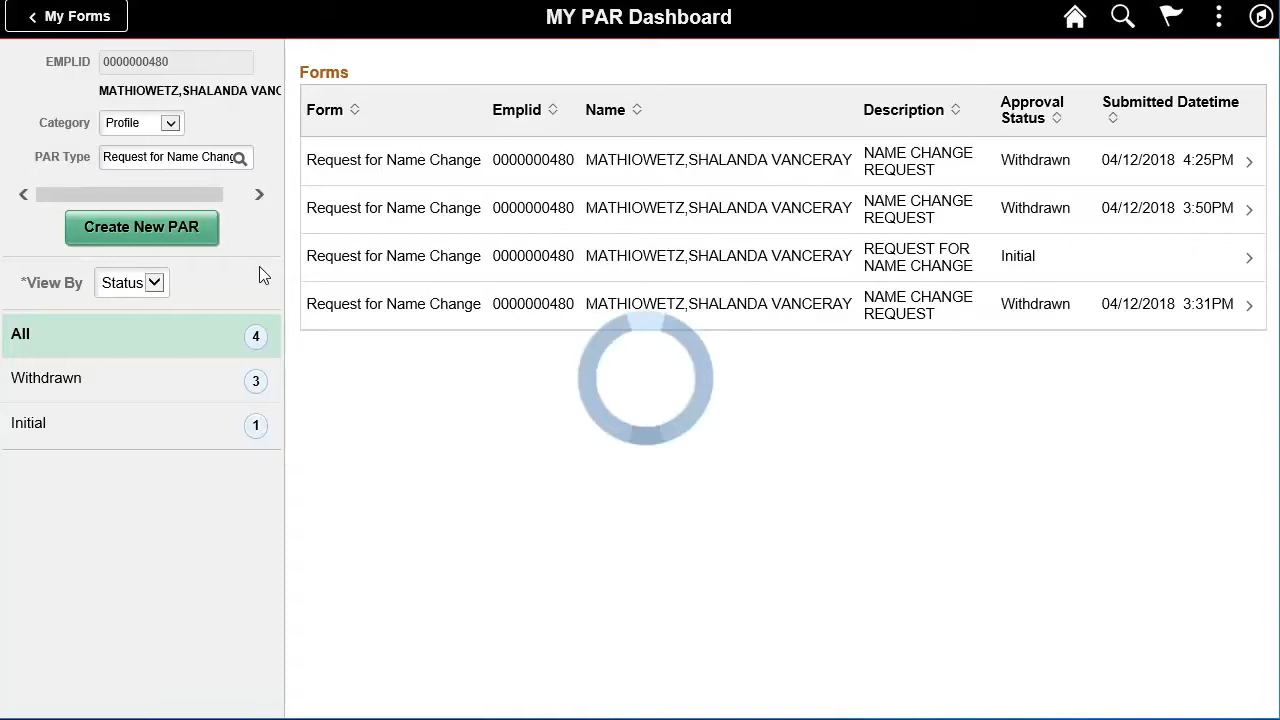 My Forms
MY PAR Dashboard
EMPLID 0000000480
MATHIOWETZ,SHALANDA VANC
Category Profile
PAR Type Request for Name Chang
Create New PAR
*View By Status
All 4
Withdrawn 3
Initial 1
Forms
Form Emplid Name Description Approval Status Submitted Datetime
Request for Name Change 0000000480 MATHIOWETZ,SHALANDA VANCERAY NAME CHANGE REQUEST Withdrawn 04/12/2018 4:25PM
Request for Name Change 0000000480 MATHIOWETZ,SHALANDA VANCERAY NAME CHANGE REQUEST Withdrawn 04/12/2018 3:50PM
Request for Name Change 0000000480 MATHIOWETZ,SHALANDA VANCERAY REQUEST FOR NAME CHANGE Initial
Request for Name Change 0000000480 MATHIOWETZ,SHALANDA VANCERAY NAME CHANGE REQUEST Withdrawn 04/12/2018 3:31PM